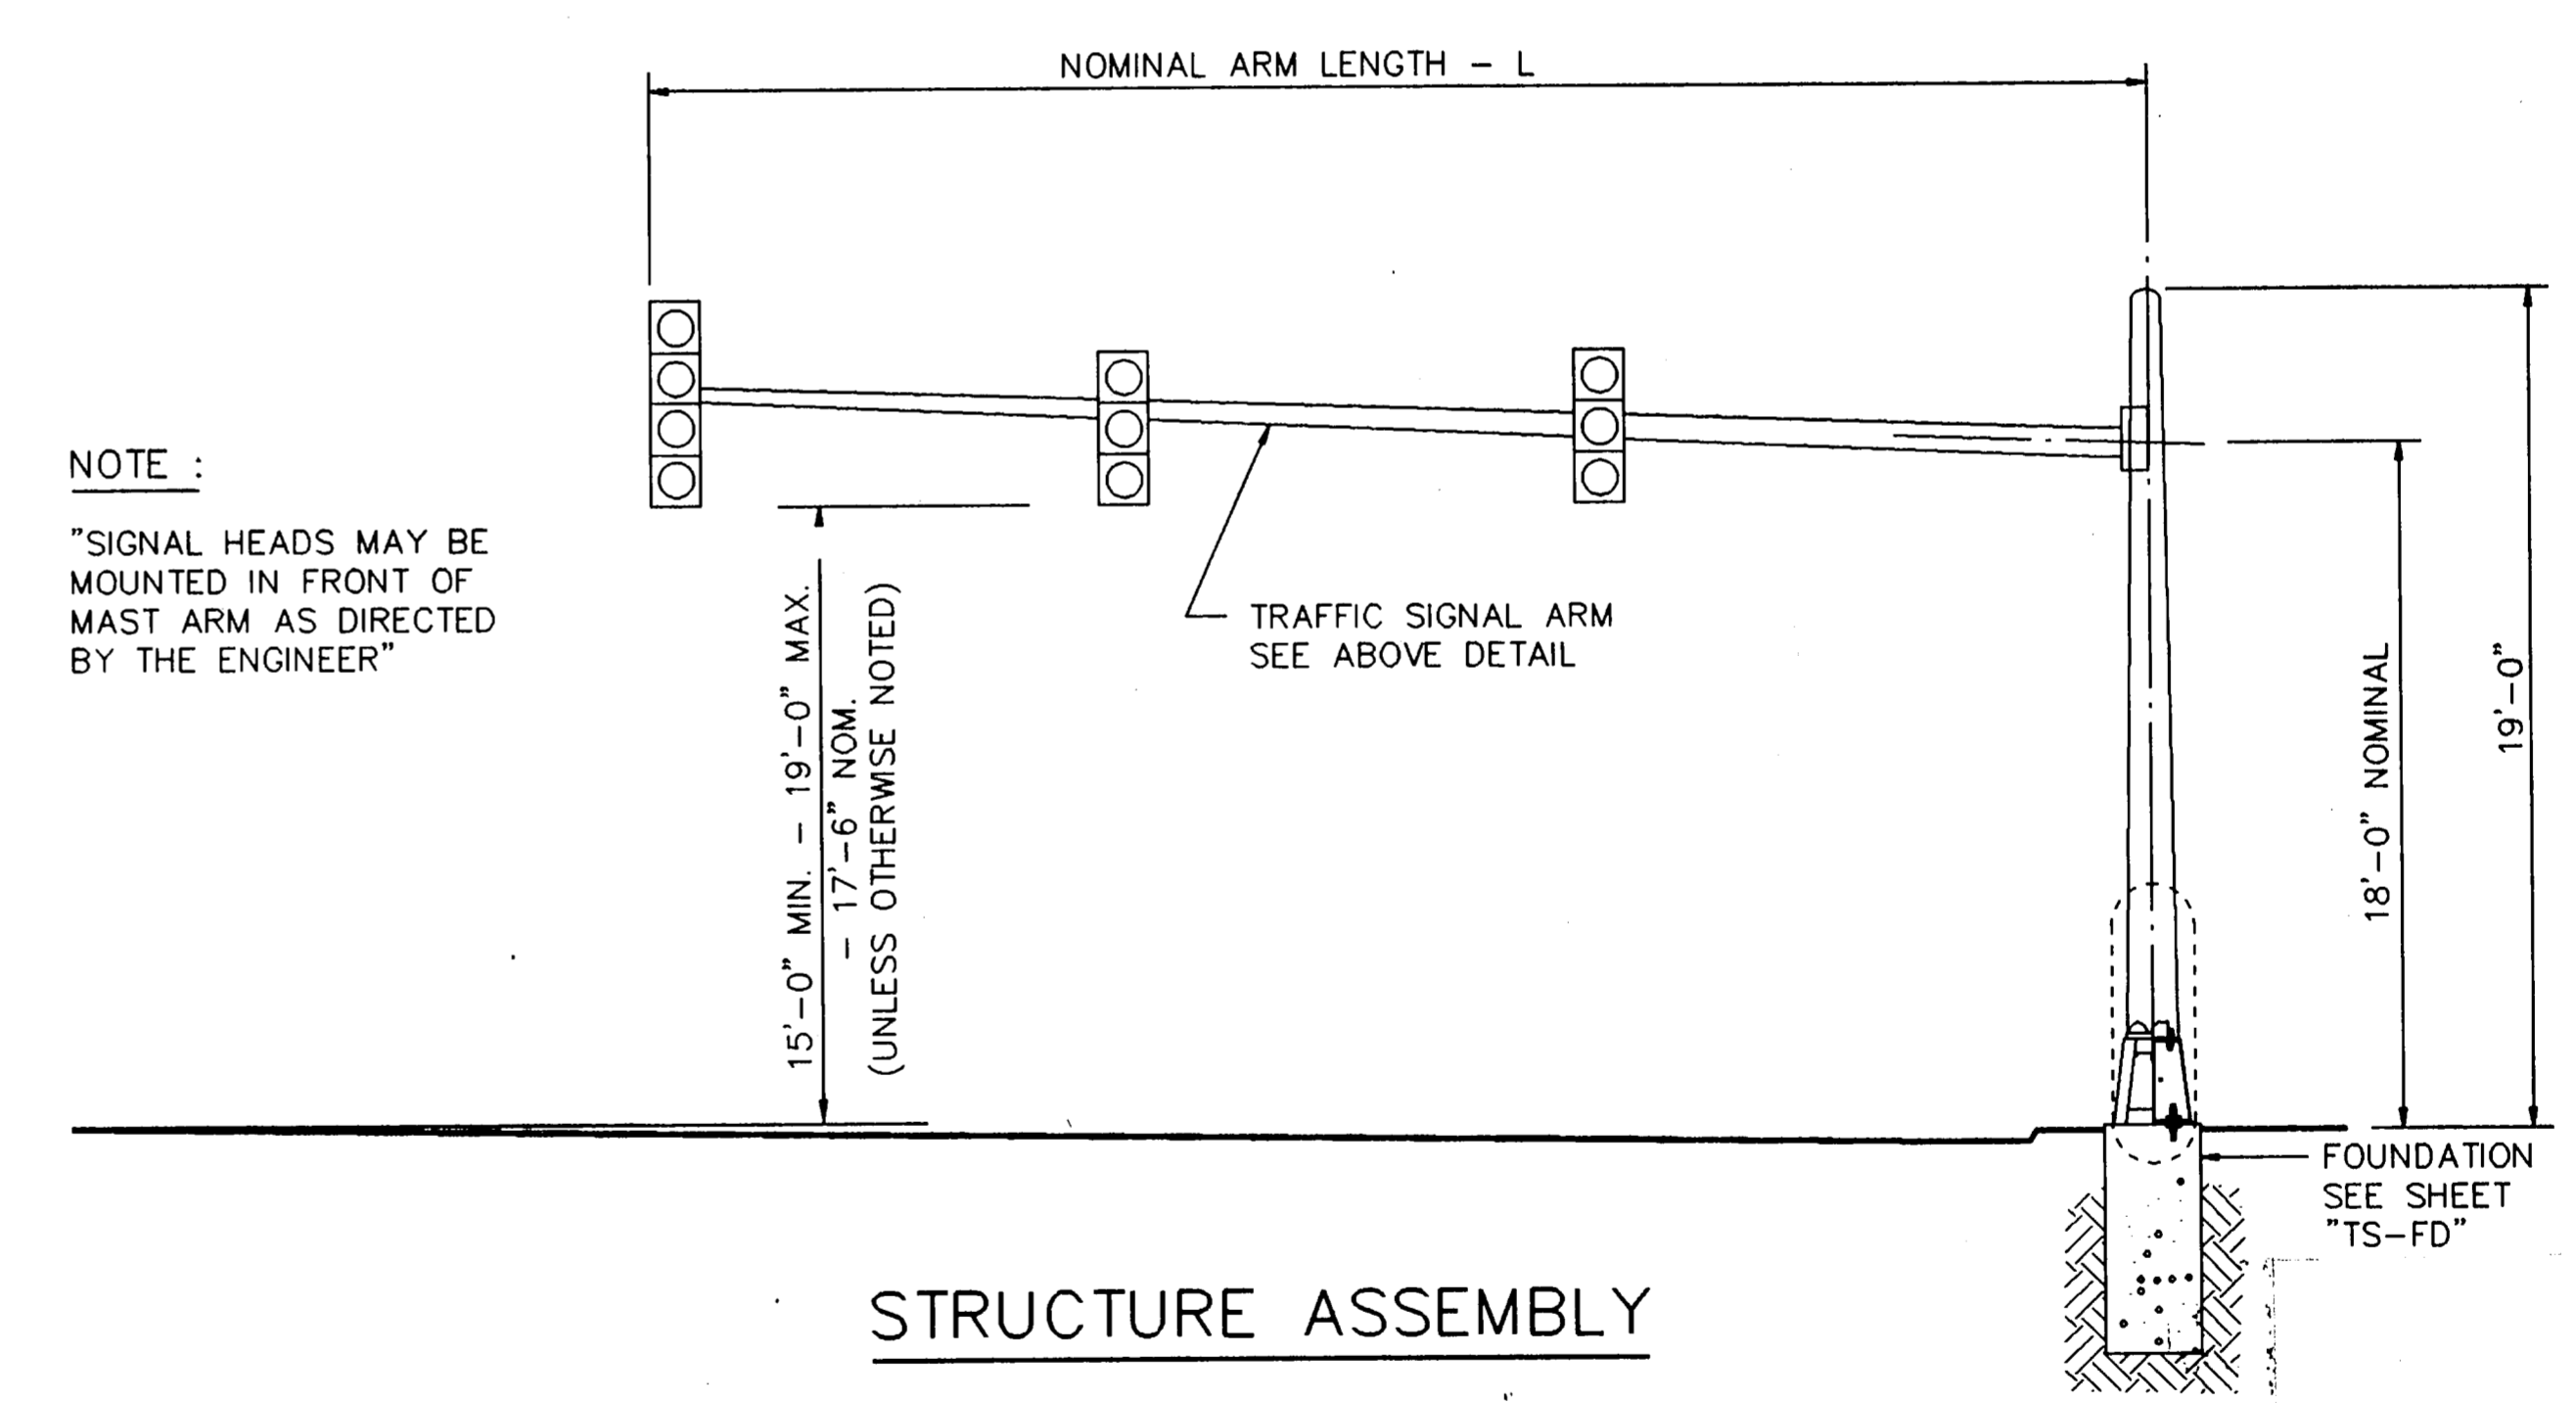 NOMINAL ARM LENGTH - L
NOTE :
"SIGNAL HEADS MAY BE
MOUNTED IN FRONT OF
MAST ARM AS DIRECTED
BY THE ENGINEER"
15'-0" MIN. - 19'-0" MAX.
- 17'-6" NOM.
(UNLESS OTHERWISE NOTED)
TRAFFIC SIGNAL ARM
SEE ABOVE DETAIL
18'-0" NOMINAL
19'-0"
FOUNDATION
SEE SHEET
"TS-FD"
STRUCTURE ASSEMBLY